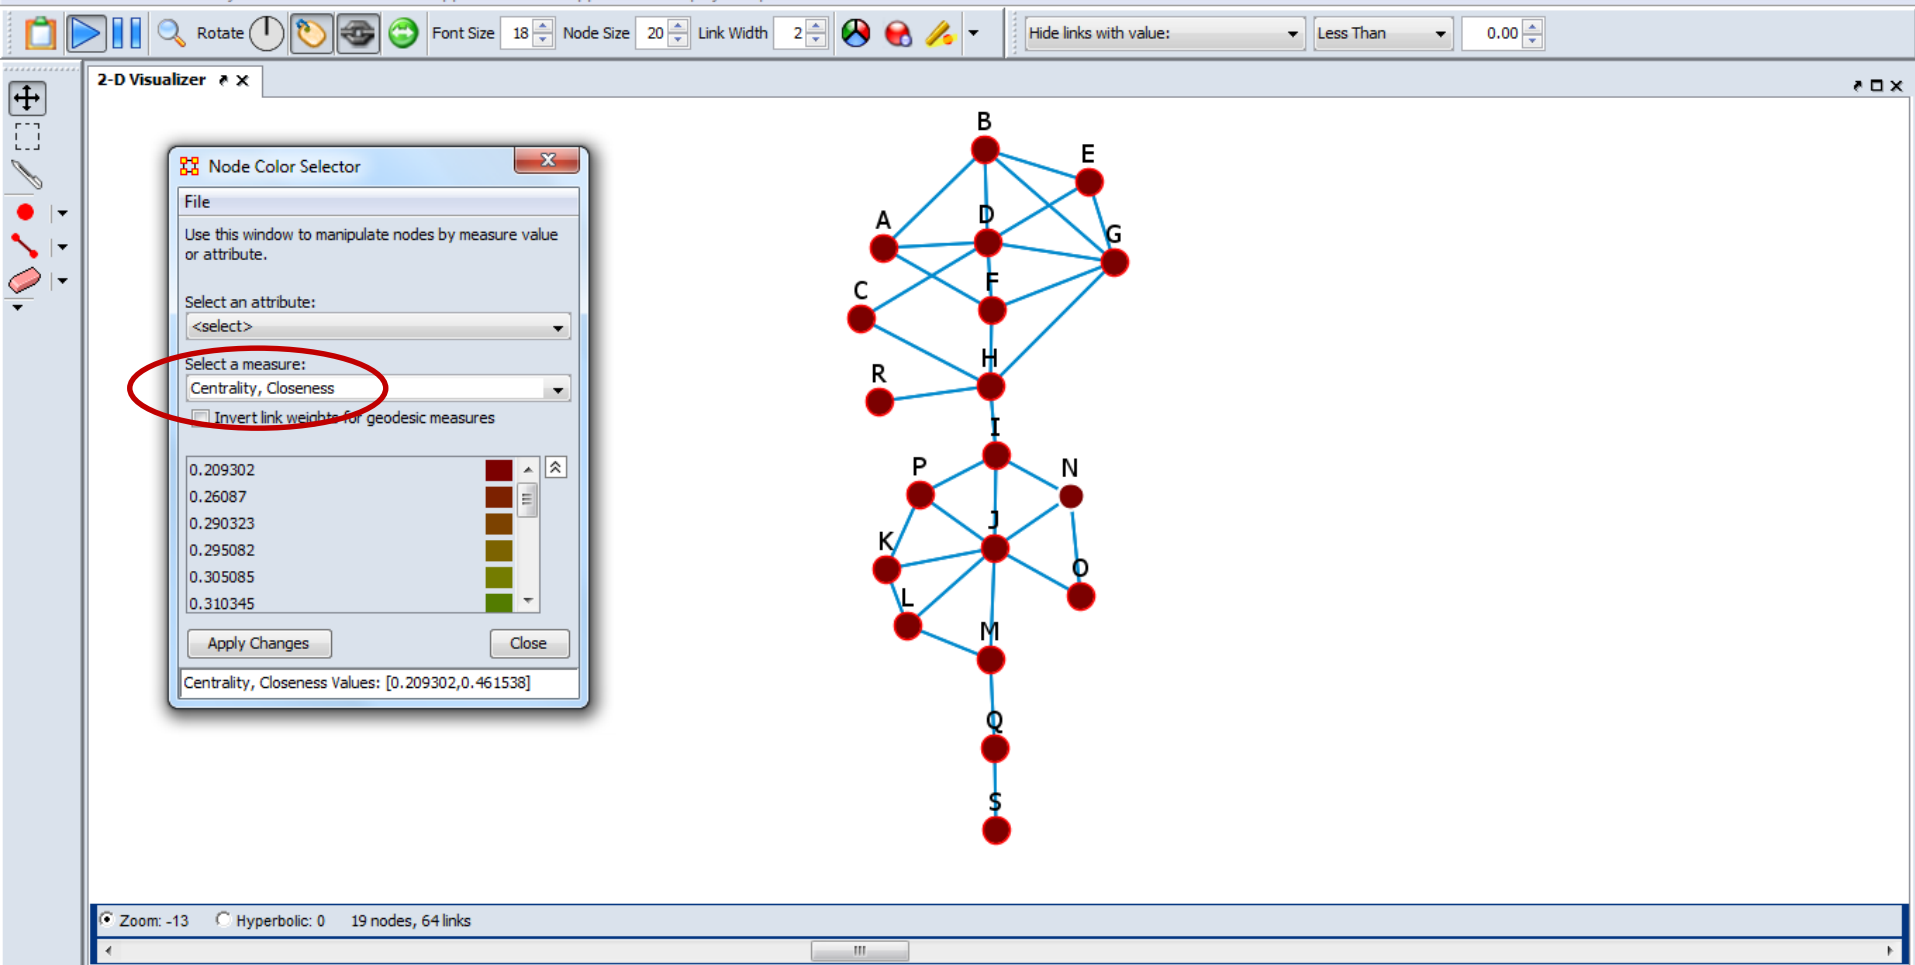 Rotate Font Size 18 Node Size 20 Link Width 2 Hide links with value: Less Than 0.00
2-D Visualizer
Node Color Selector
File
Use this window to manipulate nodes by measure value
or attribute.
Select an attribute:
<select>
Select a measure:
Centrality, Closeness
Invert link weights for geodesic measures
0.209302
0.26087
0.290323
0.295082
0.305085
0.310345
Apply Changes Close
Centrality, Closeness Values: [0.209302,0.461538]
B
E
D
A
G
F
C
H
R
I
P
N
J
K
O
L
M
Q
S
Zoom: -13 Hyperbolic: 0 19 nodes, 64 links